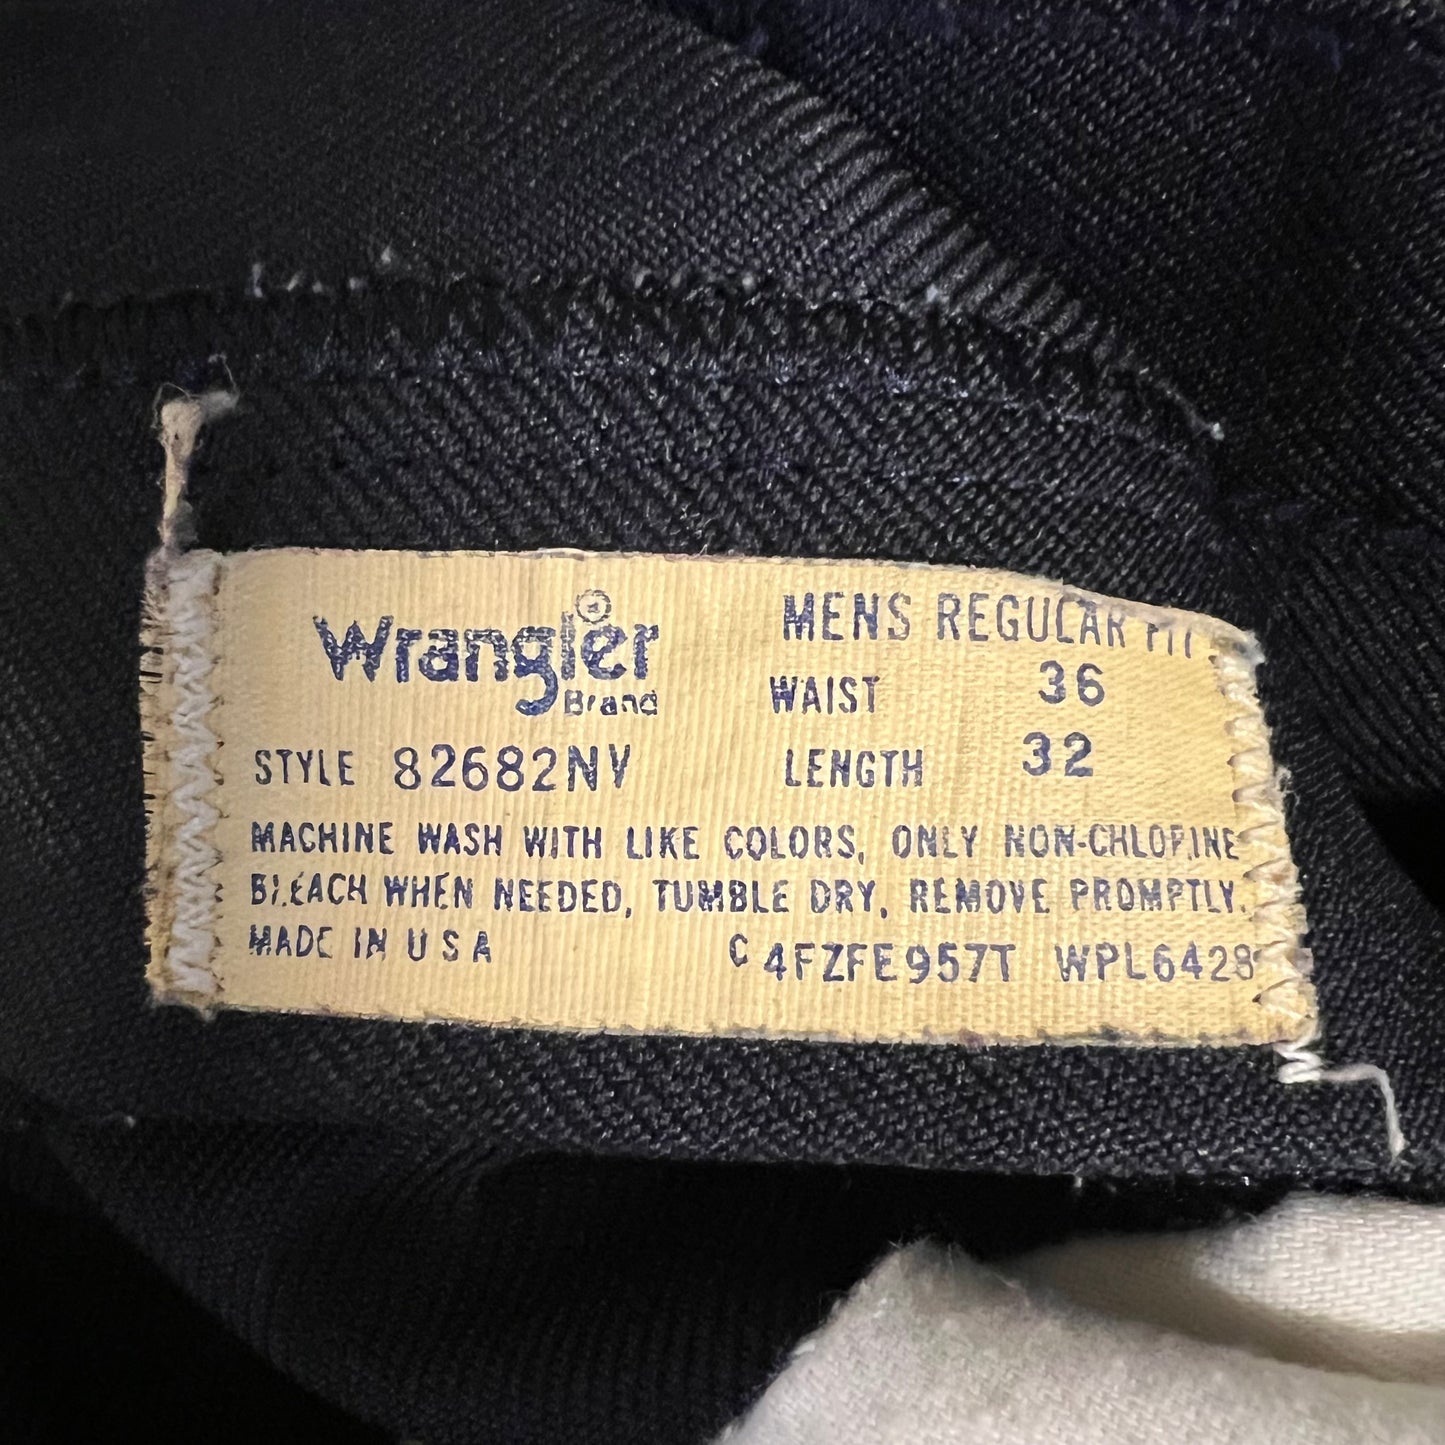 Wrangler®
Brand
MENS REGULAR FIT
WAIST 36
STYLE 82682NV
LENGTH 32
MACHINE WASH WITH LIKE COLORS, ONLY NON-CHLORINE
BLEACH WHEN NEEDED, TUMBLE DRY, REMOVE PROMPTLY.
MADE IN U S A
C 4FZFE957T WPL6428